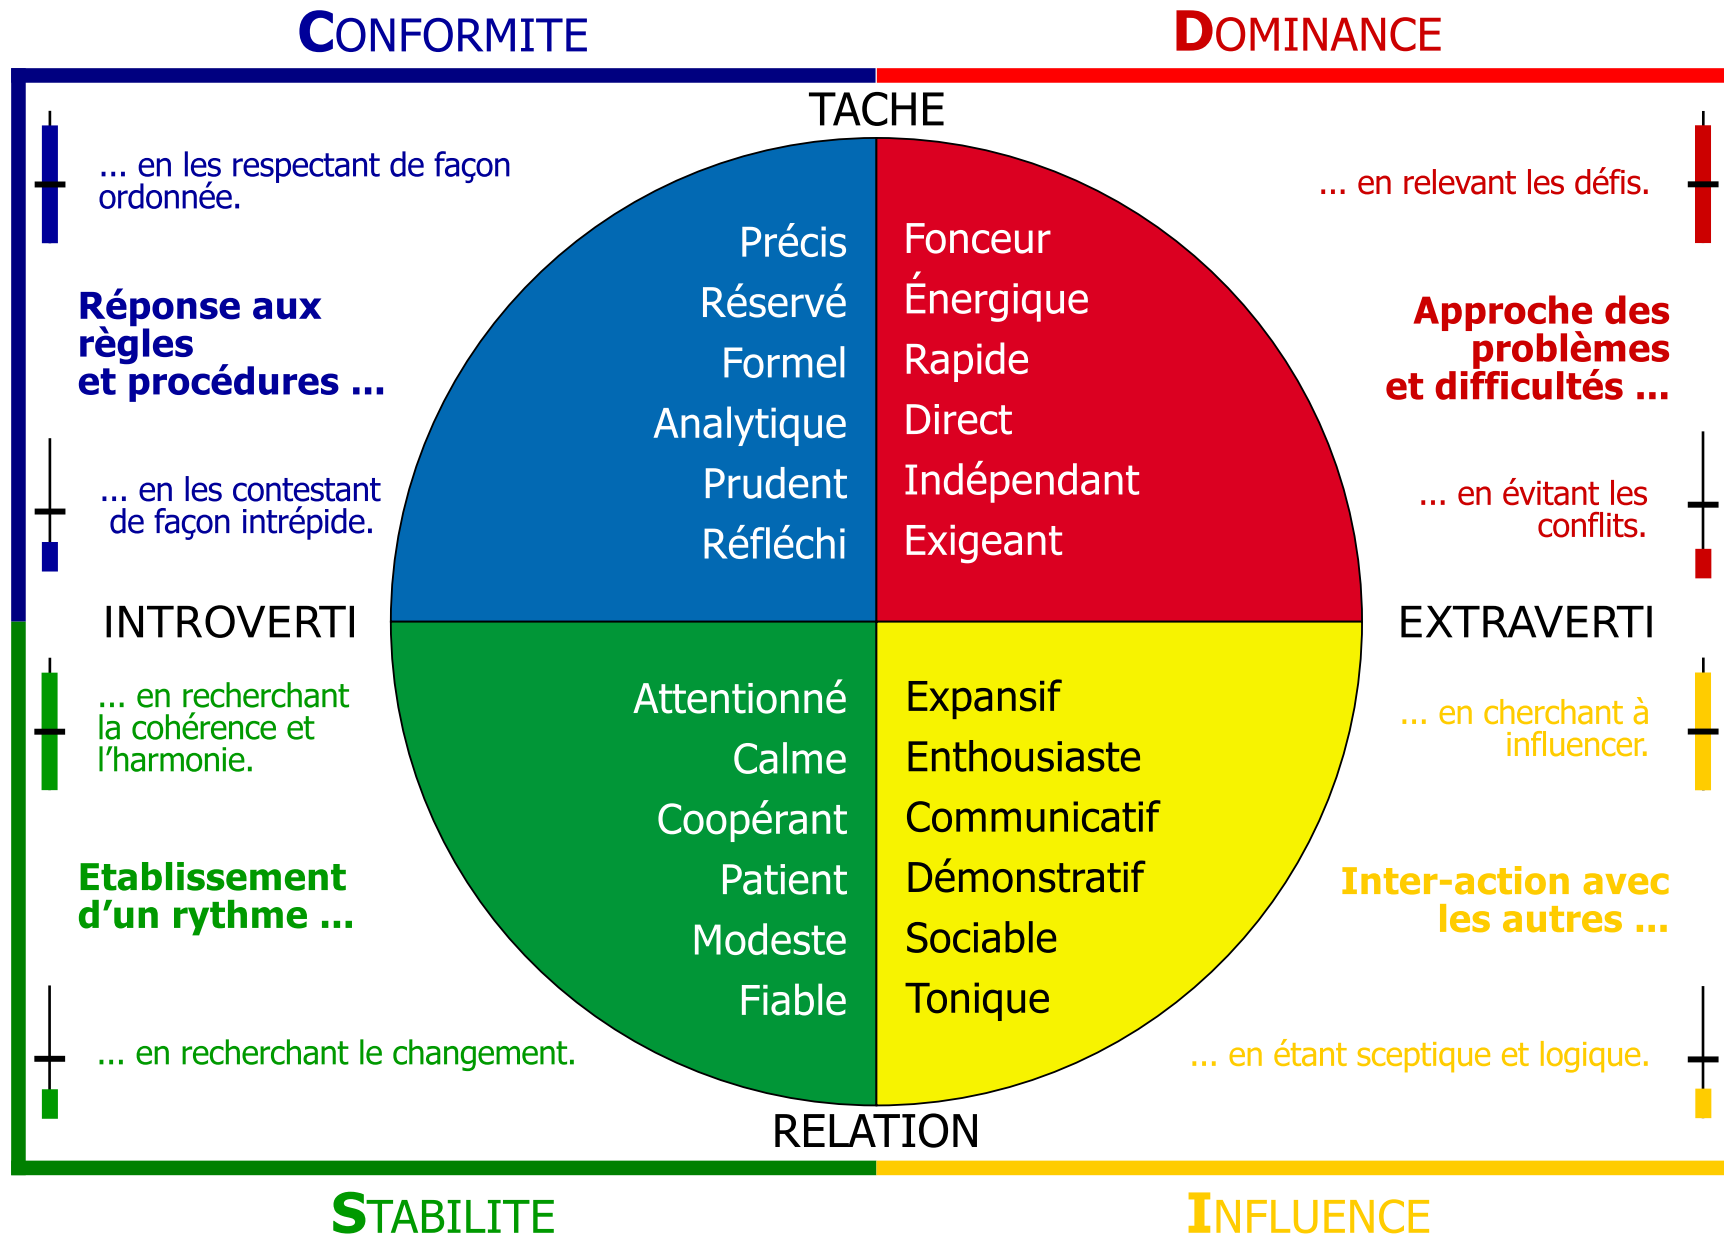 CONFORMITE
DOMINANCE
TACHE
... en les respectant de façon
ordonnée.
Réponse aux
règles
et procédures ...
... en les contestant
de façon intrépide.
Précis
Réservé
Formel
Analytique
Prudent
Réfléchi
Fonceur
Énergique
Rapide
Direct
Indépendant
Exigeant
... en relevant les défis.
Approche des
problèmes
et difficultés ...
... en évitant les
conflits.
INTROVERTI
EXTRAVERTI
... en recherchant
la cohérence et
l’harmonie.
Etablissement
d’un rythme ...
... en recherchant le changement.
Attentionné
Calme
Coopérant
Patient
Modeste
Fiable
Expansif
Enthousiaste
Communicatif
Démonstratif
Sociable
Tonique
... en cherchant à
influencer.
Inter-action avec
les autres ...
... en étant sceptique et logique.
RELATION
STABILITE
INFLUENCE